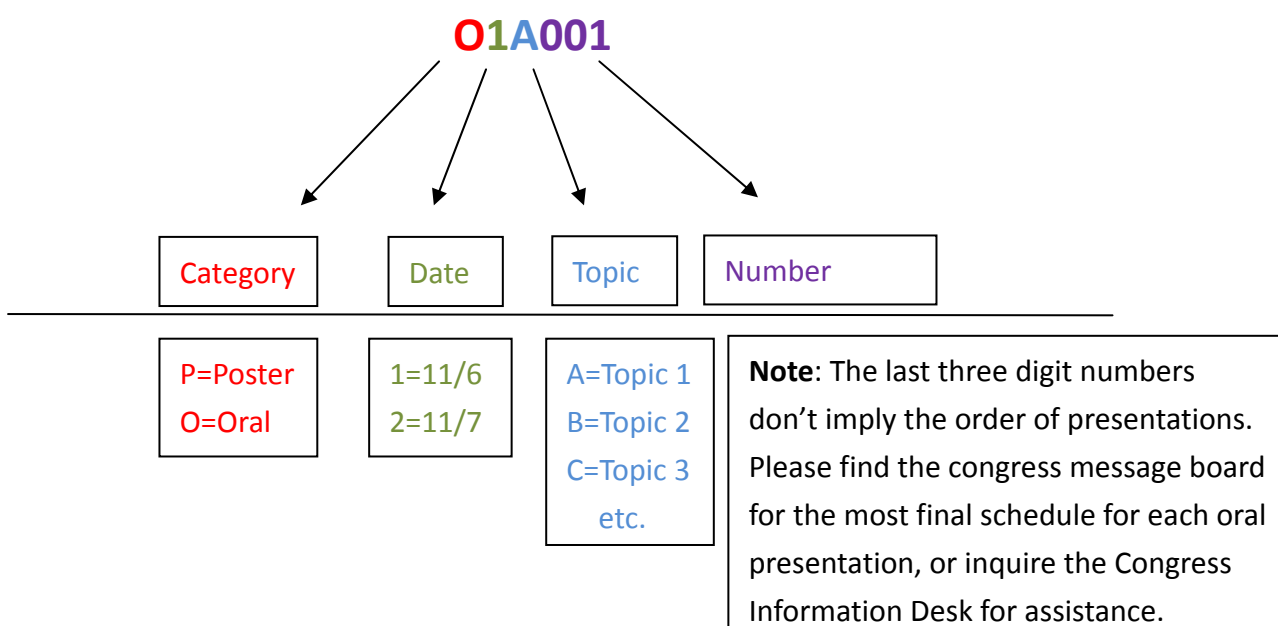 O1A001
Category
Date
Topic
Number
P=Poster
O=Oral
1=11/6
2=11/7
A=Topic 1
B=Topic 2
C=Topic 3
etc.
Note: The last three digit numbers
don’t imply the order of presentations.
Please find the congress message board
for the most final schedule for each oral
presentation, or inquire the Congress
Information Desk for assistance.